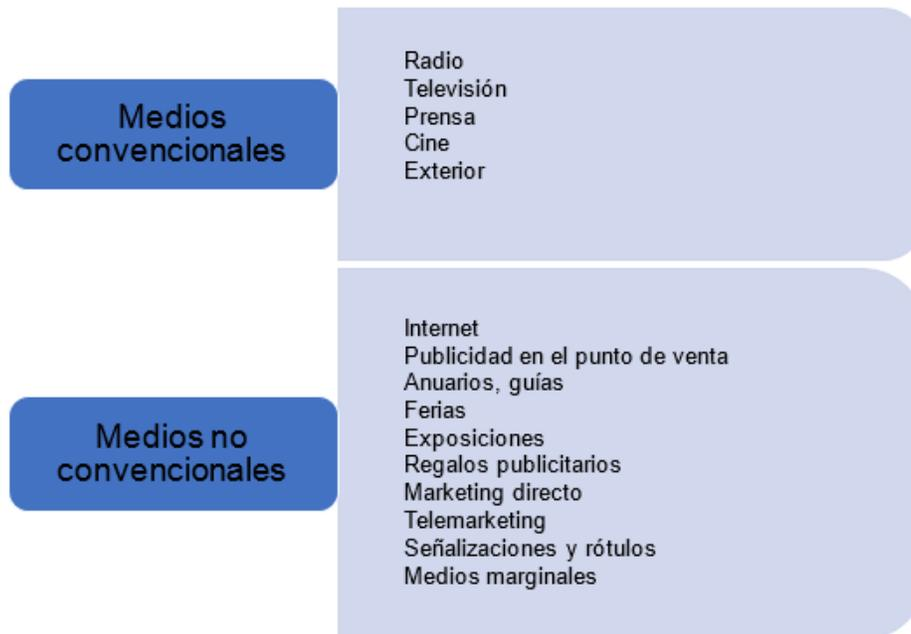 Medios
convencionales
Radio
Televisión
Prensa
Cine
Exterior
Medios no
convencionales
Internet
Publicidad en el punto de venta
Anuarios, guías
Ferias
Exposiciones
Regalos publicitarios
Marketing directo
Telemarketing
Señalizaciones y rótulos
Medios marginales